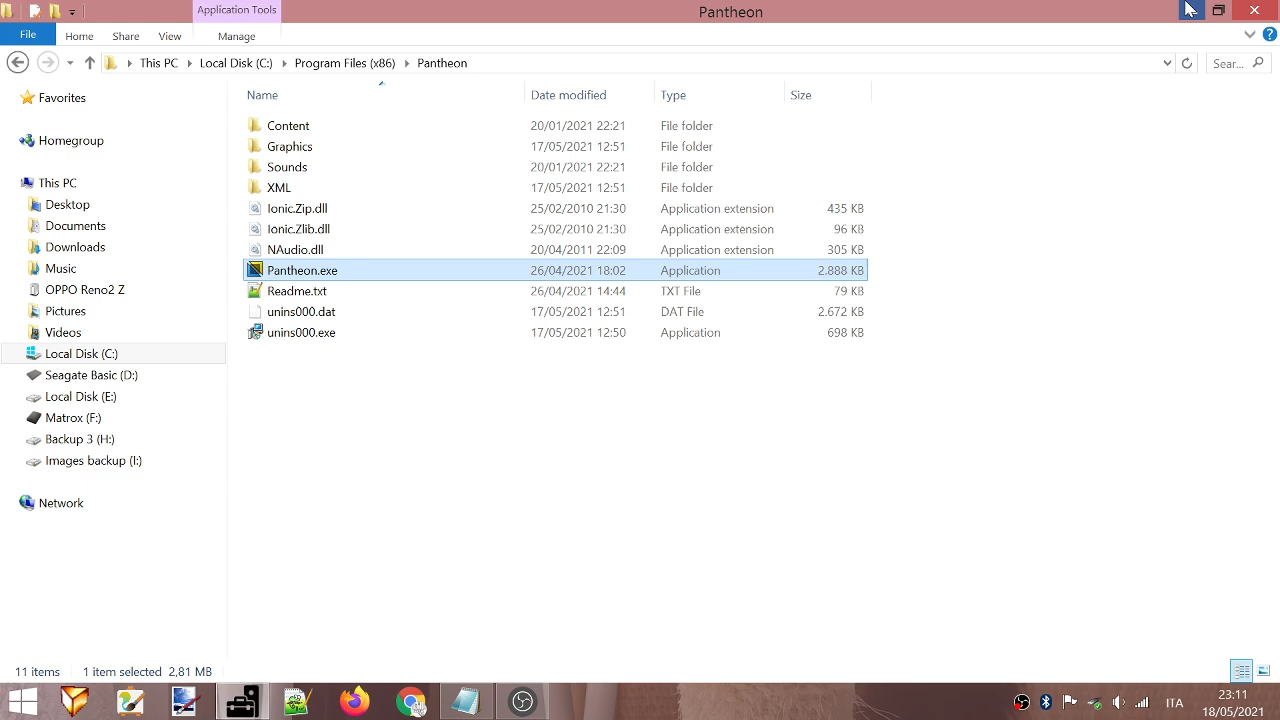 Application Tools
Pantheon
File Home Share View Manage
This PC Local Disk (C:) Program Files (x86) Pantheon
Sear...
Name Date modified Type Size
Favorites
Homegroup
This PC
Desktop
Documents
Downloads
Music
OPPO Reno2 Z
Pictures
Videos
Local Disk (C:)
Seagate Basic (D:)
Local Disk (E:)
Matrox (F:)
Backup 3 (H:)
Images backup (I:)
Network
Content 20/01/2021 22:21 File folder
Graphics 17/05/2021 12:51 File folder
Sounds 20/01/2021 22:21 File folder
XML 17/05/2021 12:51 File folder
Ionic.Zip.dll 25/02/2010 21:30 Application extension 435 KB
Ionic.Zlib.dll 25/02/2010 21:30 Application extension 96 KB
NAudio.dll 20/04/2011 22:09 Application extension 305 KB
Pantheon.exe 26/04/2021 18:02 Application 2.888 KB
Readme.txt 26/04/2021 14:44 TXT File 79 KB
unins000.dat 17/05/2021 12:51 DAT File 2.672 KB
unins000.exe 17/05/2021 12:50 Application 698 KB
11 items 1 item selected 2,81 MB
ITA
23:11
18/05/2021